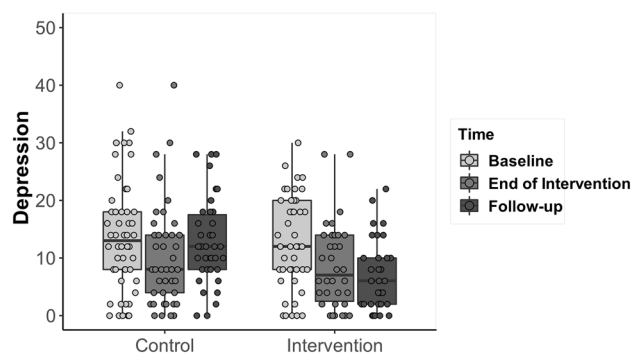 50
40
30
20
10
0
Depression
Control
Intervention
Time
Baseline
End of Intervention
Follow-up